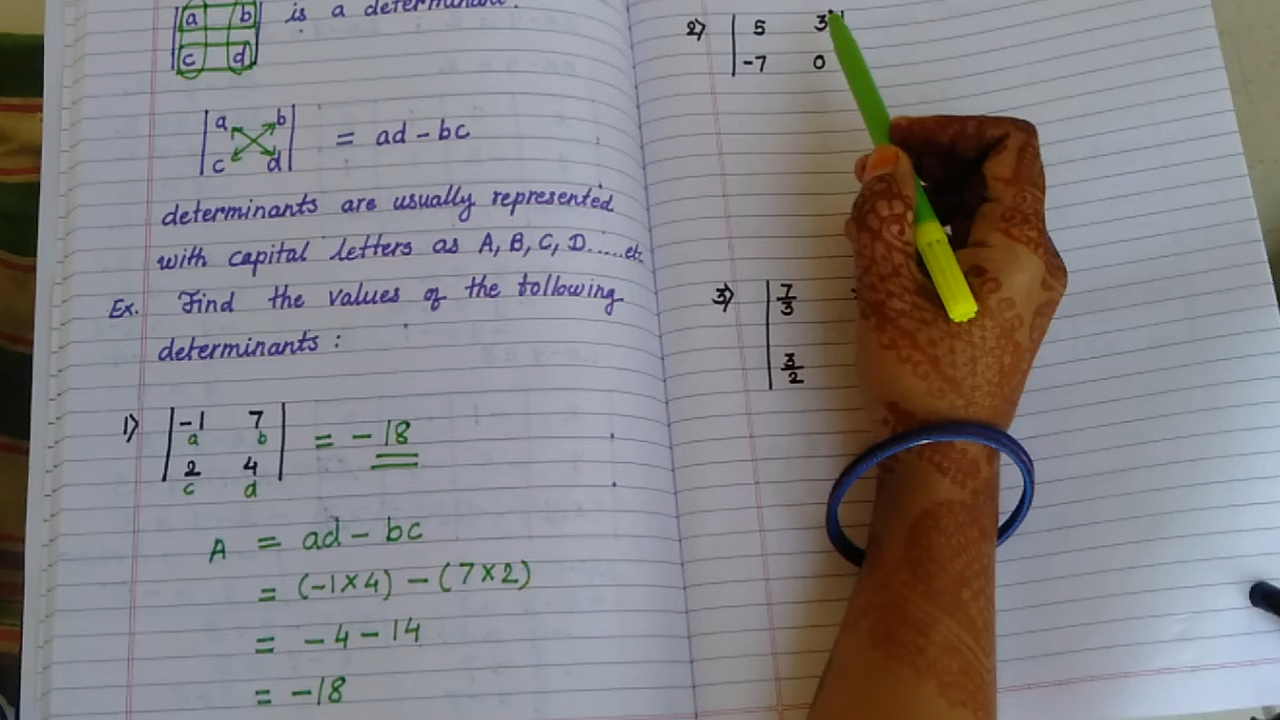 |a b| is a determinant.
|c d|
|a b| = ad - bc
|c d|
determinants are usually represented
with capital letters as A, B, C, D.....etc.
Ex. Find the values of the following
determinants :
1) |-1 7| = -18
a b
|2 4|
c d
A = ad - bc
= (-1×4) - (7×2)
= -4 - 14
= -18
2) | 5 3 |
| -7 0
3) | 7/3
| 3/2